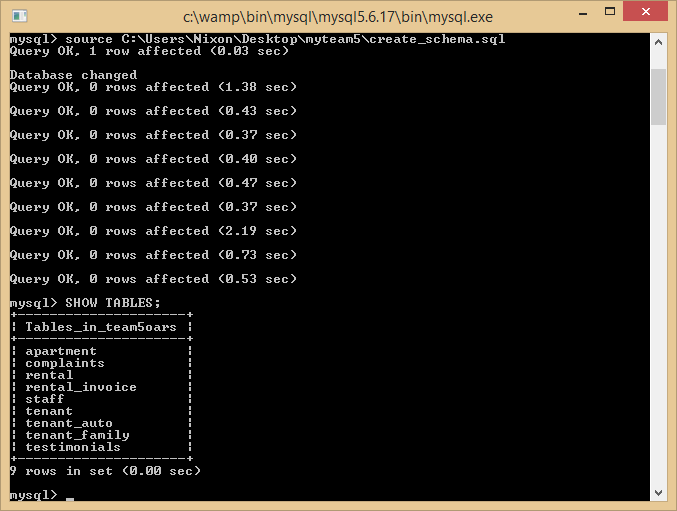 c:\wamp\bin\mysql\mysql5.6.17\bin\mysql.exe
mysql> source C:\Users\Nixon\Desktop\myteam5\create_schema.sql
Query OK, 1 row affected (0.03 sec)
Database changed
Query OK, 0 rows affected (1.38 sec)
Query OK, 0 rows affected (0.43 sec)
Query OK, 0 rows affected (0.37 sec)
Query OK, 0 rows affected (0.40 sec)
Query OK, 0 rows affected (0.47 sec)
Query OK, 0 rows affected (0.37 sec)
Query OK, 0 rows affected (2.19 sec)
Query OK, 0 rows affected (0.73 sec)
Query OK, 0 rows affected (0.53 sec)
mysql> SHOW TABLES;
+---------------------+
| Tables_in_team5oars |
+---------------------+
| apartment           |
| complaints          |
| rental              |
| rental_invoice      |
| staff               |
| tenant              |
| tenant_auto         |
| tenant_family       |
| testimonials        |
+---------------------+
9 rows in set (0.00 sec)
mysql> _